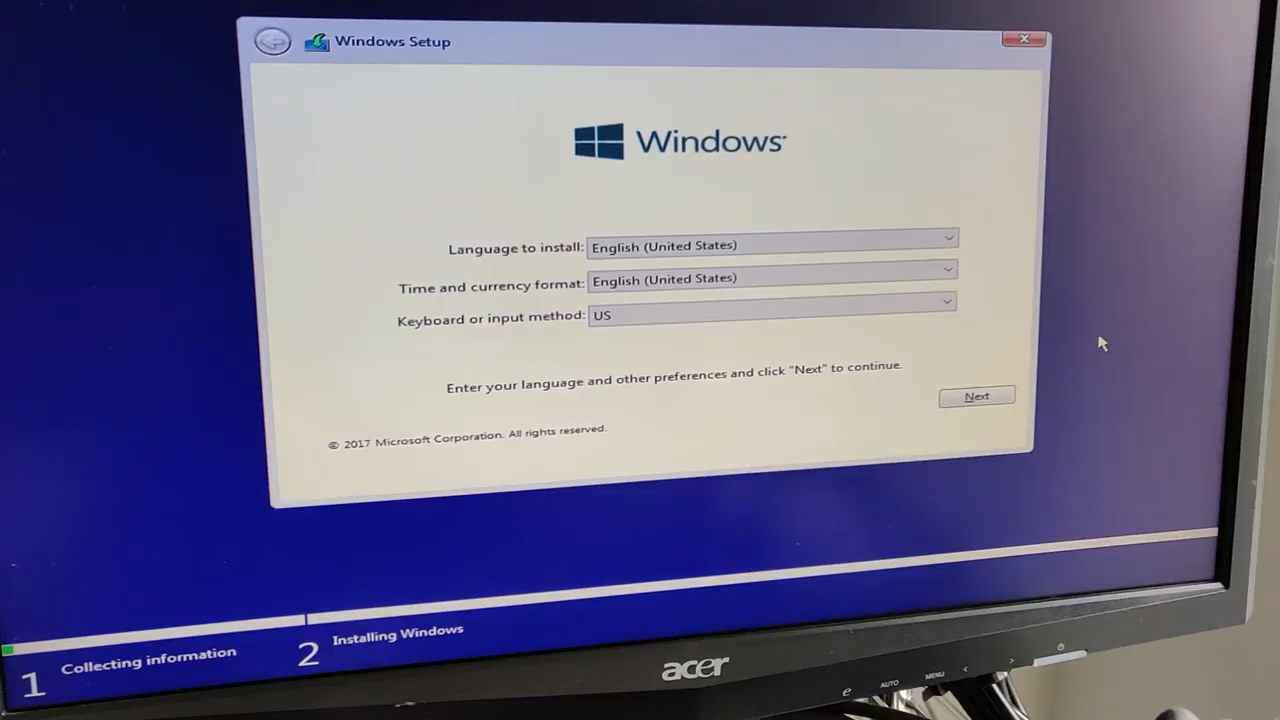 Windows Setup
Windows
Language to install: English (United States)
Time and currency format: English (United States)
Keyboard or input method: US
Enter your language and other preferences and click "Next" to continue.
Next
© 2017 Microsoft Corporation. All rights reserved.
1 Collecting information
2 Installing Windows
acer
e AUTO MENU < >